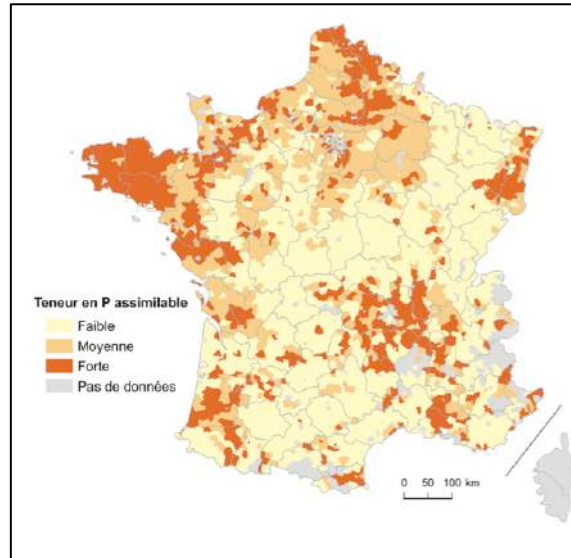 Teneur en P assimilable
Faible
Moyenne
Forte
Pas de données
0 50 100 km